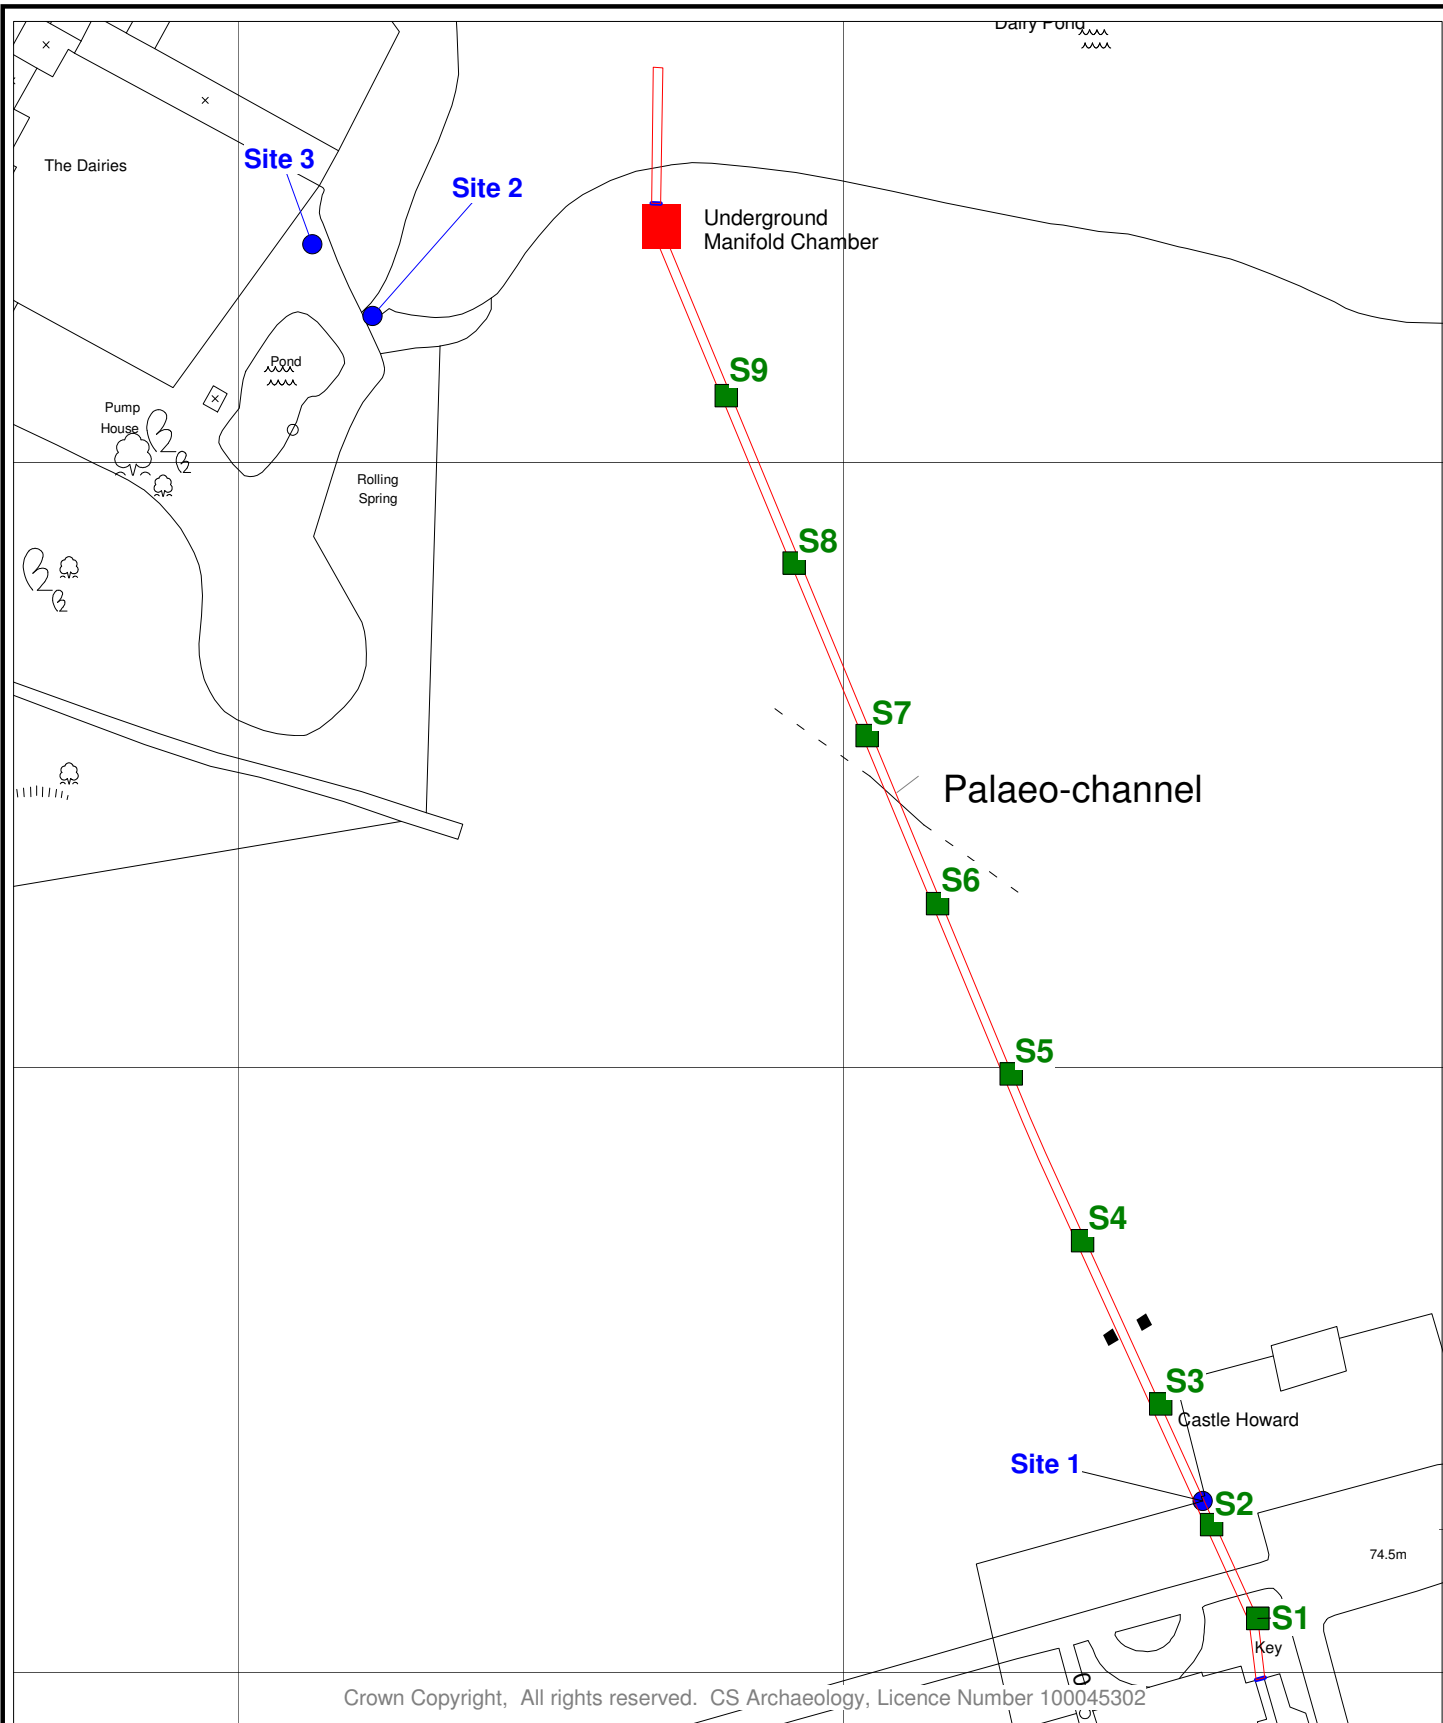 Dairy Pond
The Dairies
Site 3
Site 2
Underground
Manifold Chamber
Pond
S9
Pump
House
Rolling
Spring
S8
S7
Palaeo-channel
S6
S5
S4
S3
Castle Howard
Site 1
S2
74.5m
S1
Key
Crown Copyright, All rights reserved. CS Archaeology, Licence Number 100045302